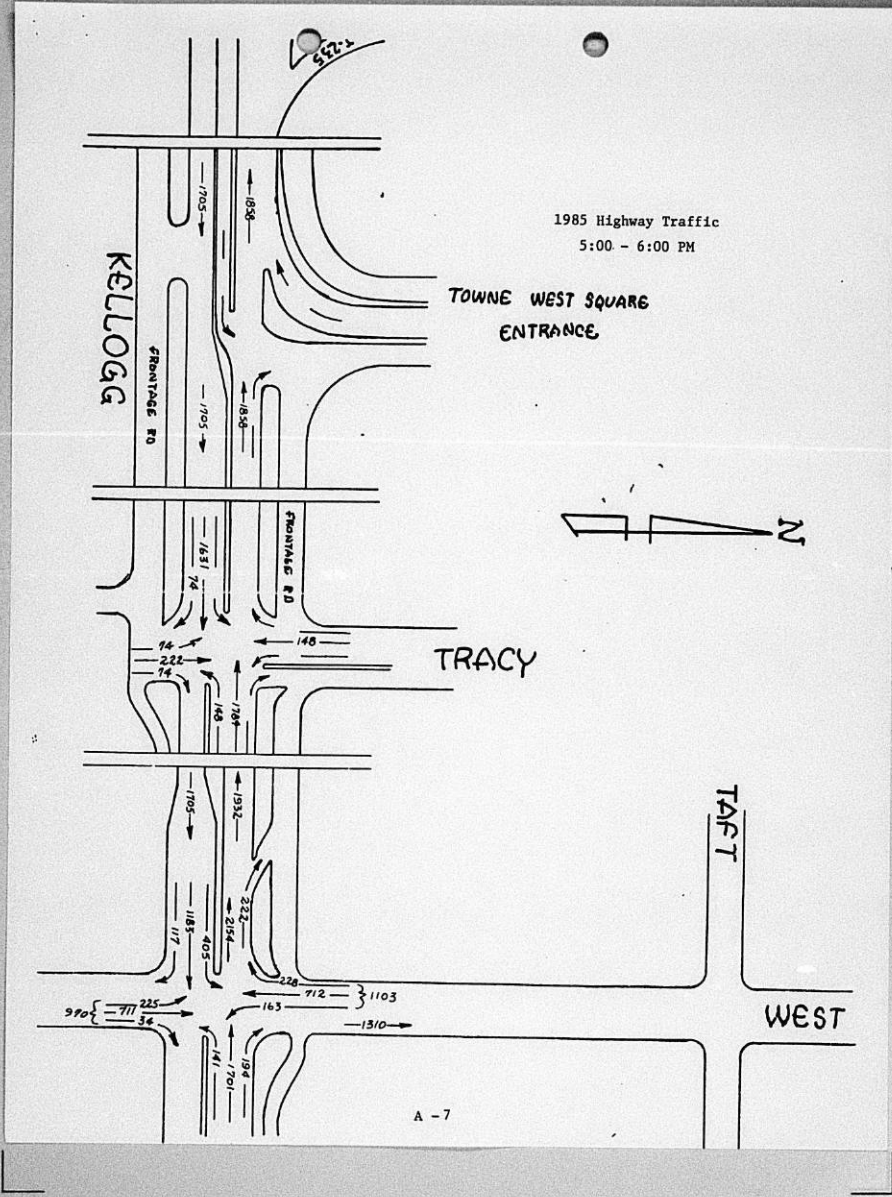 I-235
1705
1858
1985 Highway Traffic
5:00 - 6:00 PM
KELLOGG
TOWNE WEST SQUARE
ENTRANCE
FRONTAGE RD
1705
1858
FRONTAGE RD
1631
74
N
74
222
74
148
TRACY
148
1784
1705
1932
TAFT
117
1185
405
2154
222
228
712
1103
163
970
225
711
34
1310
WEST
141
1701
194
A - 7